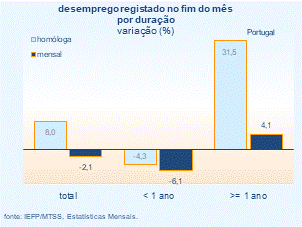 desemprego registado no fim do mês
por duração
variação (%)
Portugal
homóloga
mensal
8,0
-2,1
-4,3
-6,1
31,5
4,1
total
< 1 ano
>= 1 ano
fonte: IEFP/MTSS, Estatísticas Mensais.